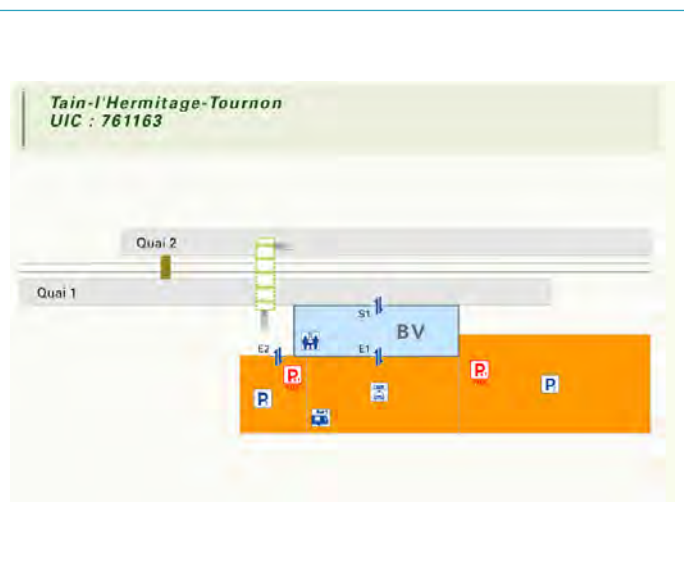 Tain-l'Hermitage-Tournon
UIC : 761163
Quai 2
Quai 1
S1
BV
E2
E1
P
P
P
P